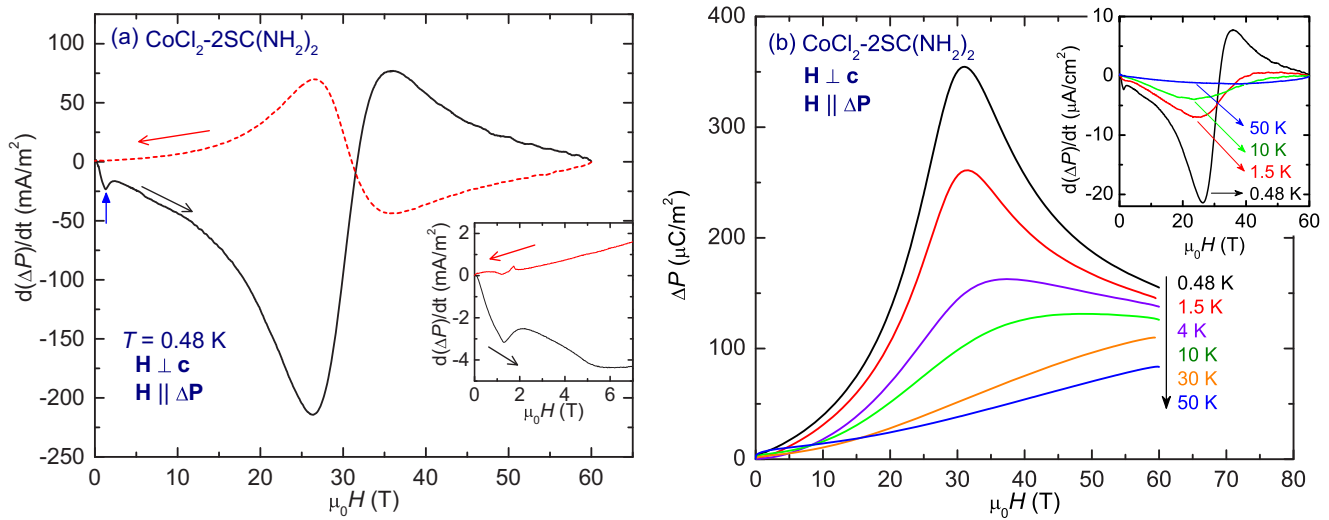 (a) CoCl₂-2SC(NH₂)₂
d(ΔP)/dt (mA/m²)
100
50
0
-50
-100
-150
-200
-250
T = 0.48 K
H ⊥ c
H || ΔP
0 10 20 30 40 50 60
μ₀H (T)
d(ΔP)/dt (mA/m²)
2
0
-2
-4
0 2 4 6
μ₀H (T)
(b) CoCl₂-2SC(NH₂)₂
H ⊥ c
H || ΔP
ΔP (μC/m²)
400
300
200
100
0
0 10 20 30 40 50 60 70 80
μ₀H (T)
0.48 K
1.5 K
4 K
10 K
30 K
50 K
d(ΔP)/dt (μA/cm²)
10
0
-10
-20
50 K
10 K
1.5 K
0.48 K
0 20 40 60
μ₀H (T)